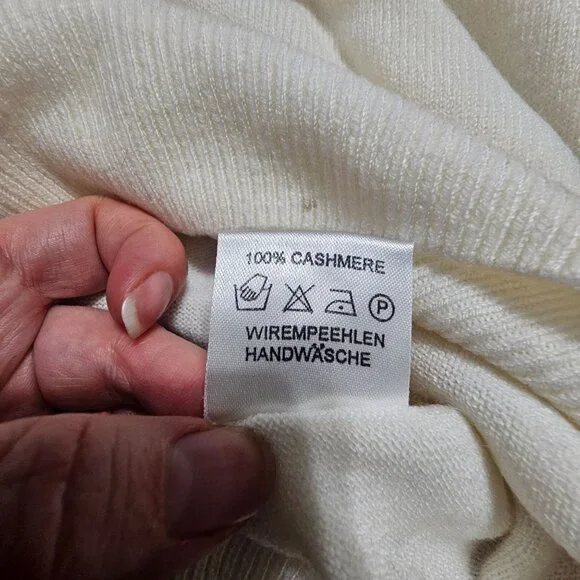 100% CASHMERE
P
WIREMPEEHLEN
HANDWÄSCHE